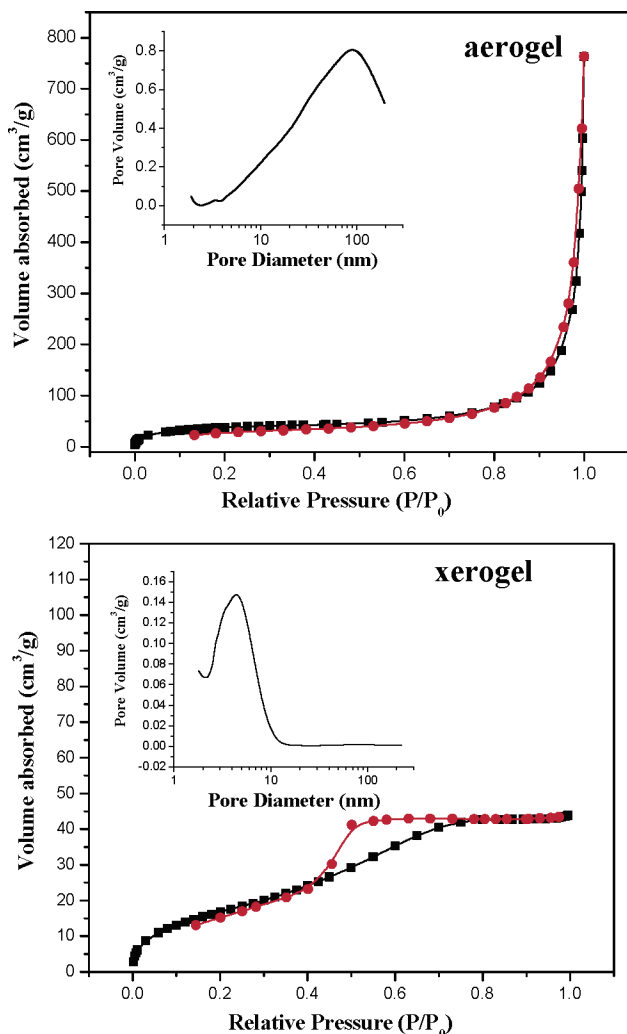 aerogel
Volume absorbed (cm³/g)
800
700
600
500
400
300
200
100
0
0.0 0.2 0.4 0.6 0.8 1.0
Relative Pressure (P/P₀)
Pore Volume (cm³/g)
0.8
0.6
0.4
0.2
0.0
1 10 100
Pore Diameter (nm)
xerogel
Volume absorbed (cm³/g)
120
110
100
90
80
70
60
50
40
30
20
10
0
0.0 0.2 0.4 0.6 0.8 1.0
Relative Pressure (P/P₀)
Pore Volume (cm³/g)
0.16
0.14
0.12
0.10
0.08
0.06
0.04
0.02
0.00
-0.02
1 10 100
Pore Diameter (nm)